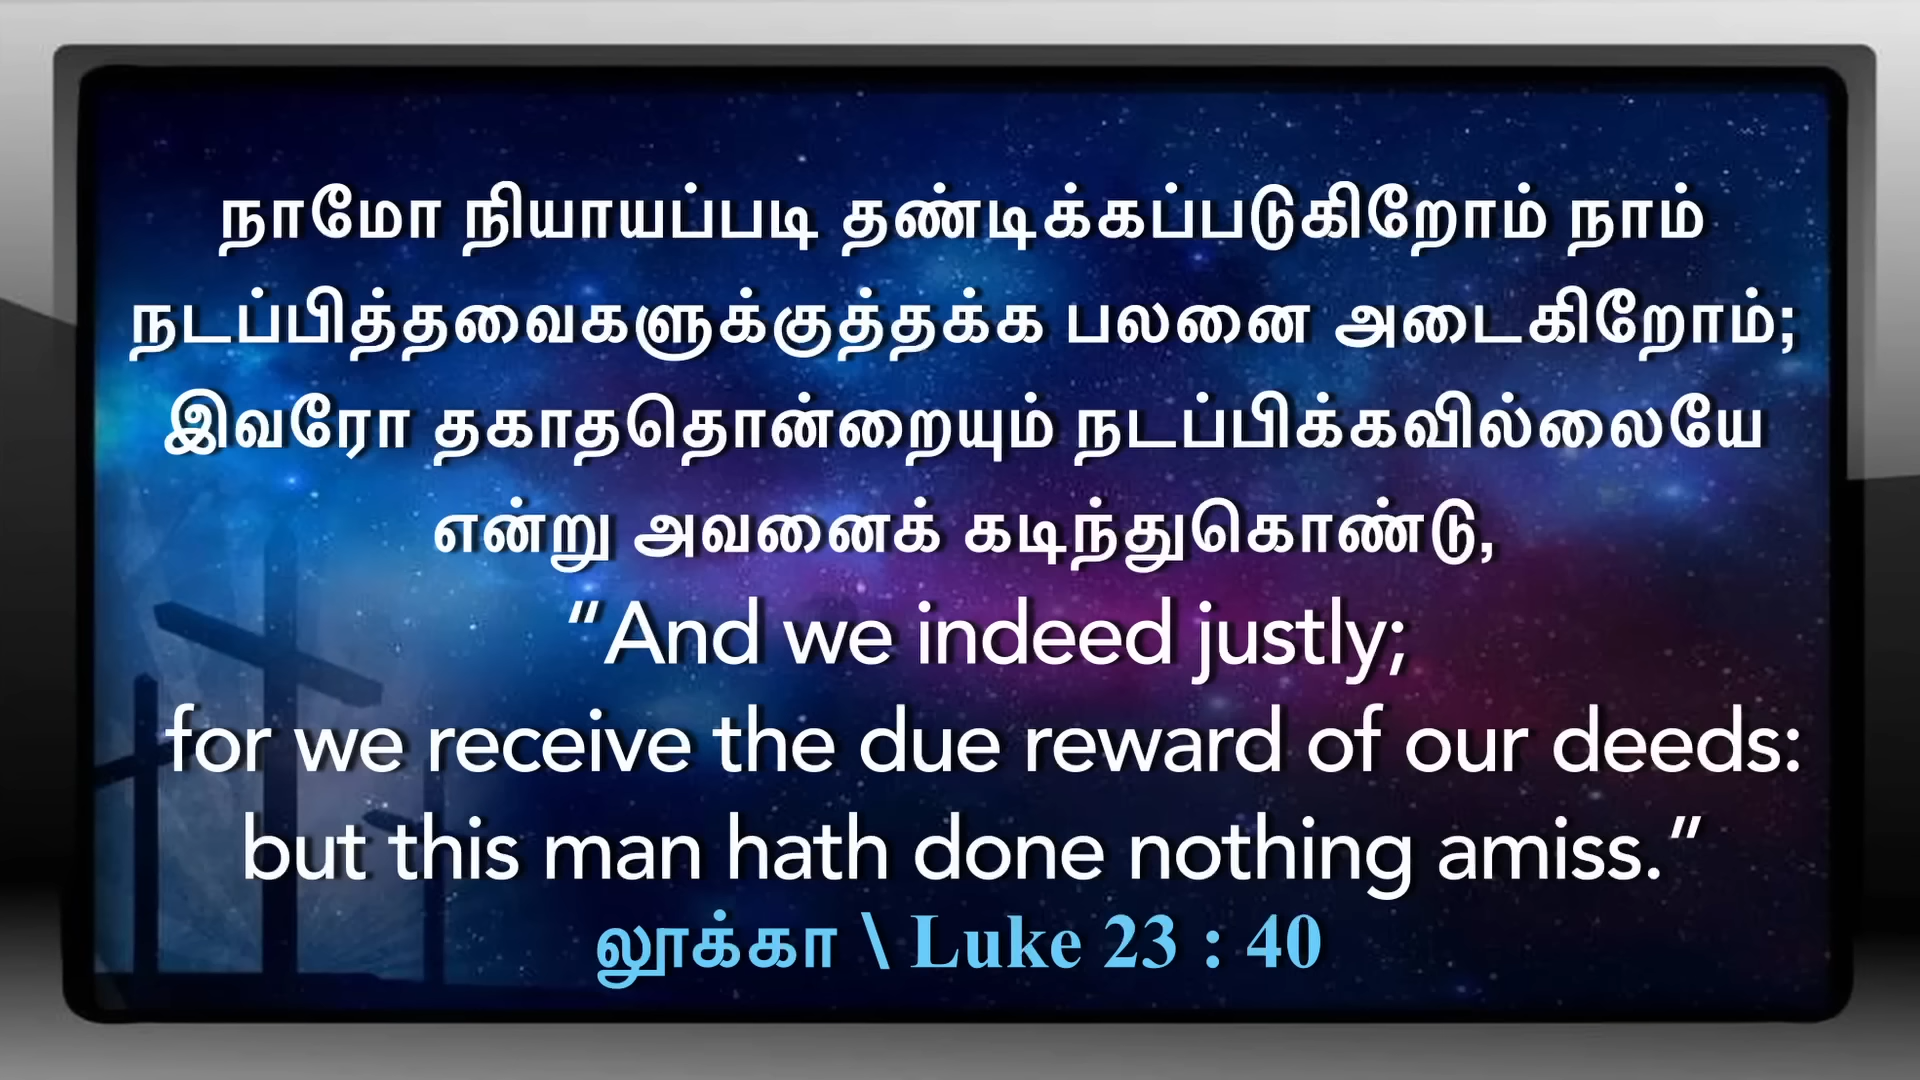 நாமோ நியாயப்படி தண்டிக்கப்படுகிறோம் நாம்
நடப்பித்தவைகளுக்குத்தக்க பலனை அடைகிறோம்;
இவரோ தகாததொன்றையும் நடப்பிக்கவில்லையே
என்று அவனைக் கடிந்துகொண்டு,
“And we indeed justly;
for we receive the due reward of our deeds:
but this man hath done nothing amiss.”
லூக்கா \ Luke 23 : 40